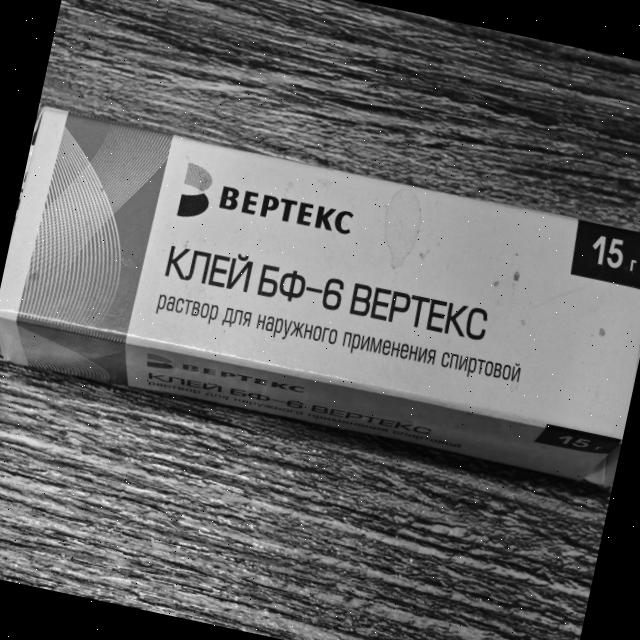 ВЕРТЕКС
15 г
КЛЕЙ БФ-6 ВЕРТЕКС
раствор для наружного применения спиртовой
ВЕРТЕКС
КЛЕЙ БФ-6 ВЕРТЕКС
15 г